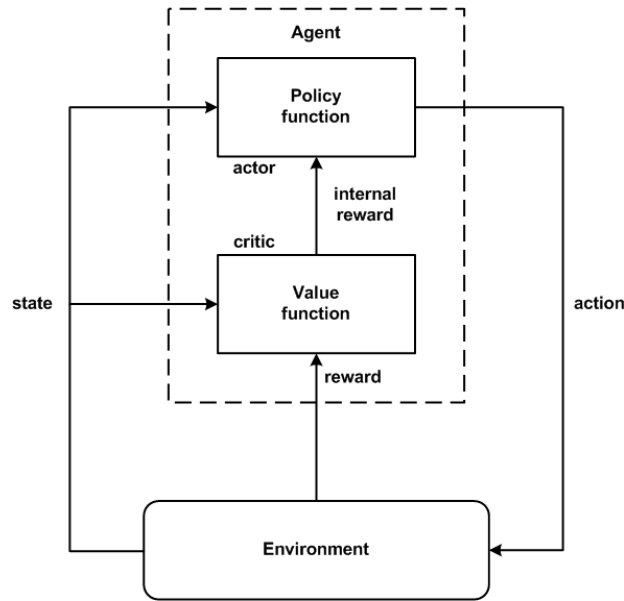 Agent
Policy
function
actor
internal
reward
critic
Value
function
state
action
reward
Environment